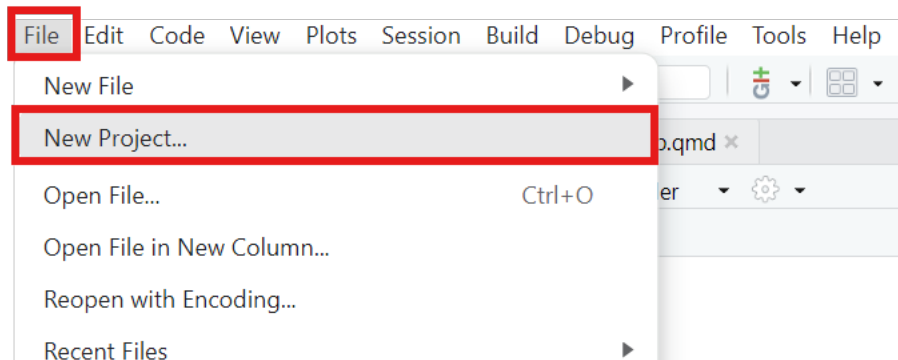 File Edit Code View Plots Session Build Debug Profile Tools Help
New File
New Project...
.qmd
Open File... Ctrl+O
Open File in New Column...
Reopen with Encoding...
Recent Files